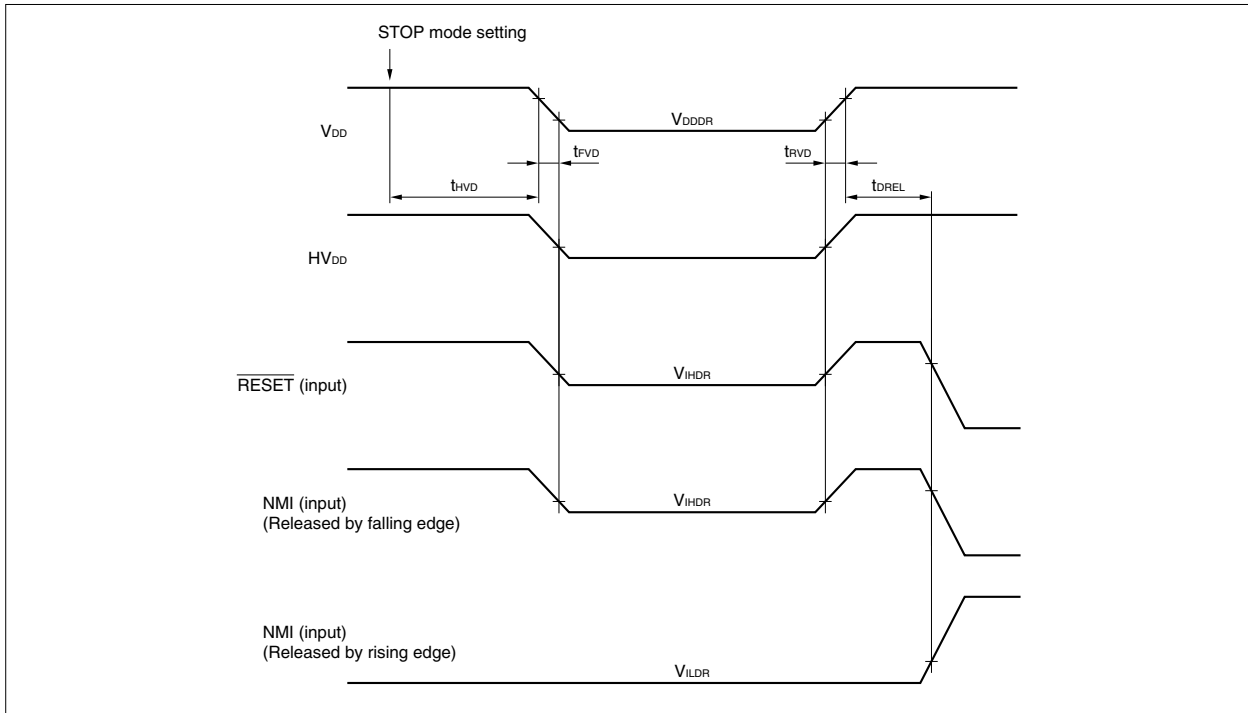 STOP mode setting
VDD
VDDDR
tFVD
tRVD
tHVD
tDREL
HVDD
RESET (input)
VIHDR
NMI (input)
(Released by falling edge)
VIHDR
NMI (input)
(Released by rising edge)
VILDR